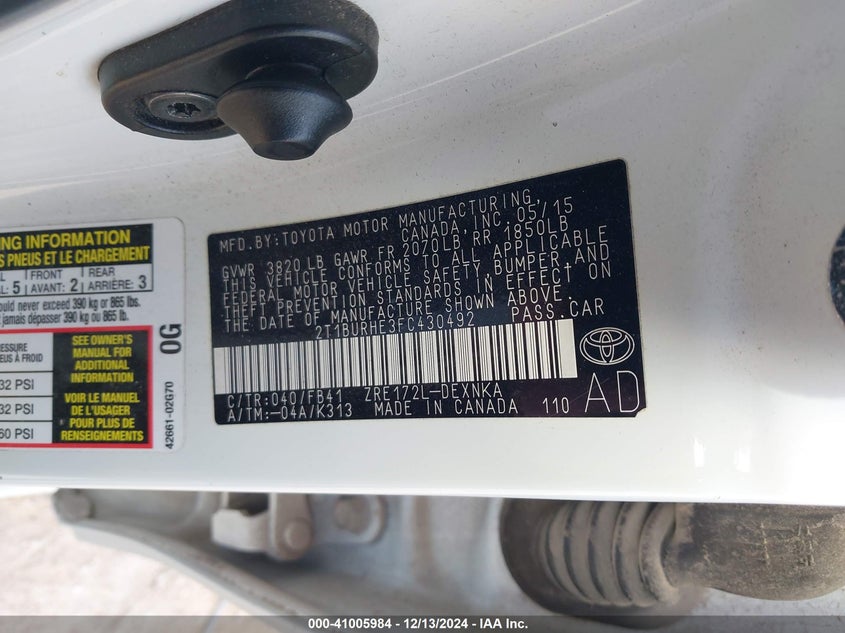 ING INFORMATION
S PNEUS ET LE CHARGEMENT
FRONT REAR
: 5 AVANT: 2 ARRIÈRE: 3
ould never exceed 390 kg or 865 lbs.
t jamais dépasser 390 kg ou 865 lb.
RESSURE
S À FROID
32 PSI
32 PSI
60 PSI
SEE OWNER'S
MANUAL FOR
ADDITIONAL
INFORMATION
VOIR LE MANUEL
DE L'USAGER
POUR PLUS DE
RENSEIGNEMENTS
0G
42661-02G70
MFD. BY: TOYOTA MOTOR MANUFACTURING,
CANADA, INC. 05/15
GVWR 3820 LB GAWR FR 2070LB RR 1850LB
THIS VEHICLE CONFORMS TO ALL APPLICABLE
FEDERAL MOTOR VEHICLE SAFETY, BUMPER, AND
THEFT PREVENTION STANDARDS IN EFFECT ON
THE DATE OF MANUFACTURE SHOWN ABOVE.
2T1BURHE3FC430492 PASS.CAR
C/TR: 040/FB41 ZRE172L-DEXNKA
A/TM: -04A/K313 MADE IN CANADA 110
AD
000-41005984 | 12/13/2024 - IAA Inc.